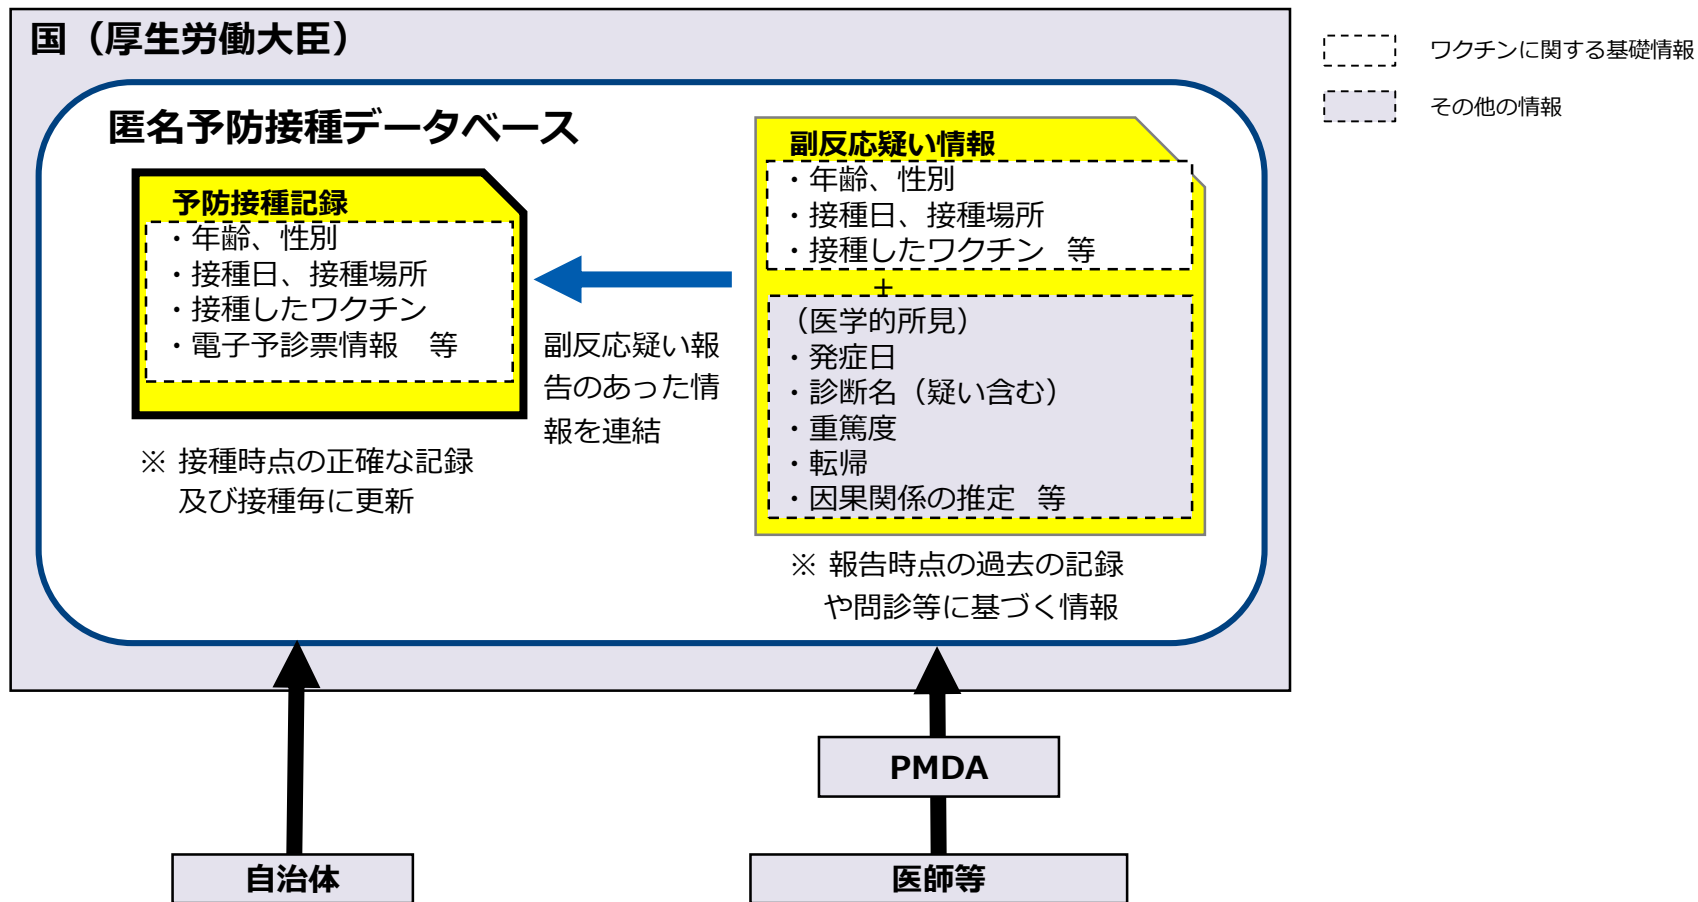 国（厚生労働大臣）
匿名予防接種データベース
予防接種記録
・年齢、性別
・接種日、接種場所
・接種したワクチン
・電子予診票情報　等
※ 接種時点の正確な記録
及び接種毎に更新
副反応疑い報
告のあった情
報を連結
副反応疑い情報
・年齢、性別
・接種日、接種場所
・接種したワクチン　等
+
（医学的所見）
・発症日
・診断名（疑い含む）
・重篤度
・転帰
・因果関係の推定　等
※ 報告時点の過去の記録
や問診等に基づく情報
PMDA
自治体
医師等
ワクチンに関する基礎情報
その他の情報